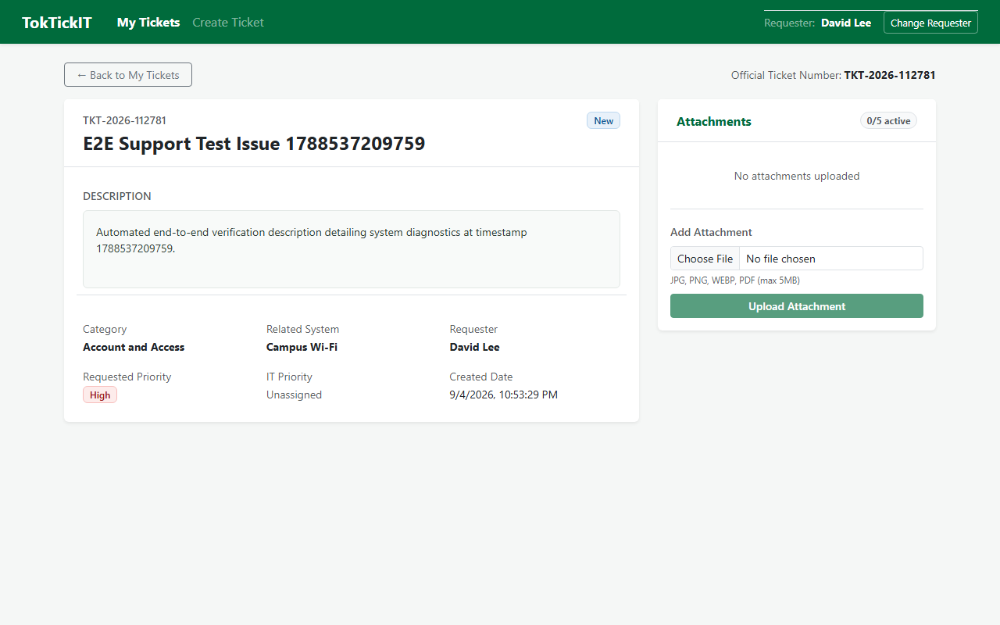 TokTickIT
My Tickets
Create Ticket
Requester: David Lee
Change Requester
← Back to My Tickets
Official Ticket Number: TKT-2026-112781
TKT-2026-112781
New
E2E Support Test Issue 1788537209759
DESCRIPTION
Automated end-to-end verification description detailing system diagnostics at timestamp
1788537209759.
Category
Account and Access
Related System
Campus Wi-Fi
Requester
David Lee
Requested Priority
High
IT Priority
Unassigned
Created Date
9/4/2026, 10:53:29 PM
Attachments
0/5 active
No attachments uploaded
Add Attachment
Choose File
No file chosen
JPG, PNG, WEBP, PDF (max 5MB)
Upload Attachment